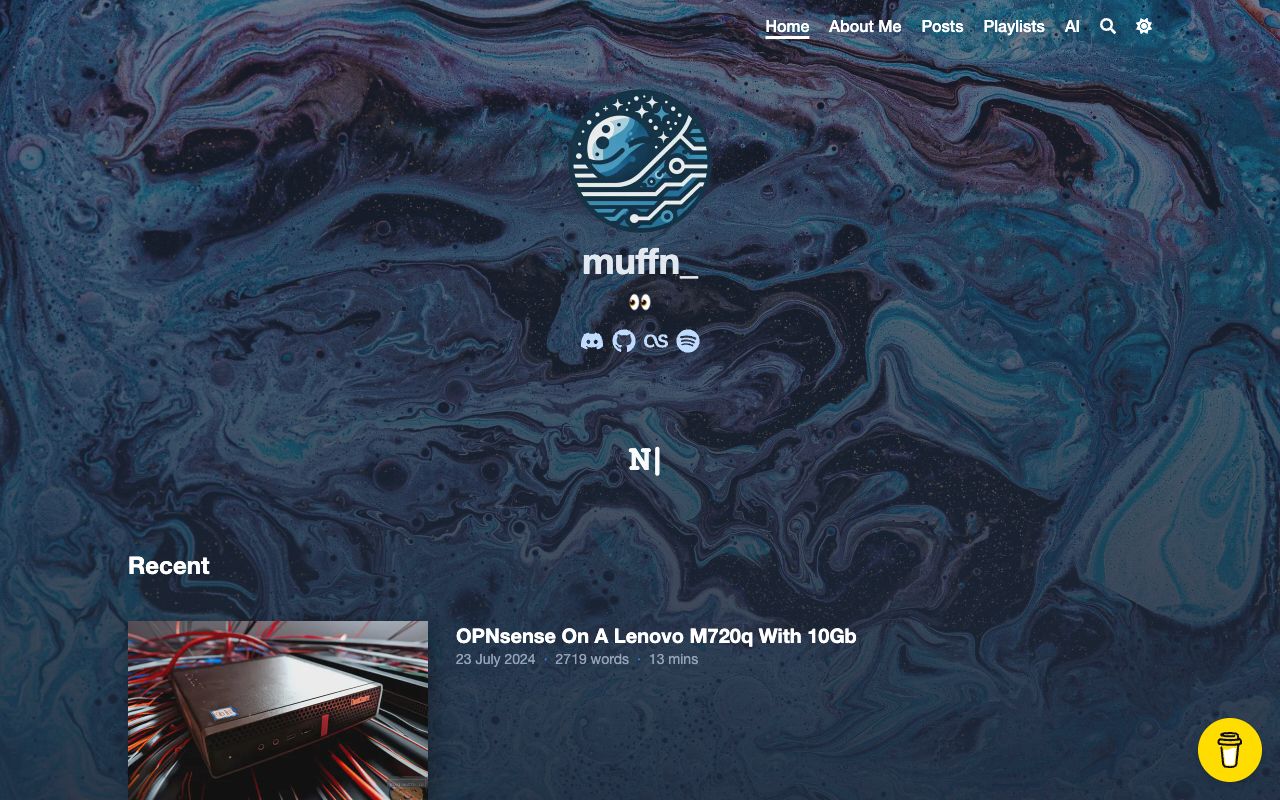 Home About Me Posts Playlists AI
muffn_
N|
Recent
OPNsense On A Lenovo M720q With 10Gb
23 July 2024 · 2719 words · 13 mins